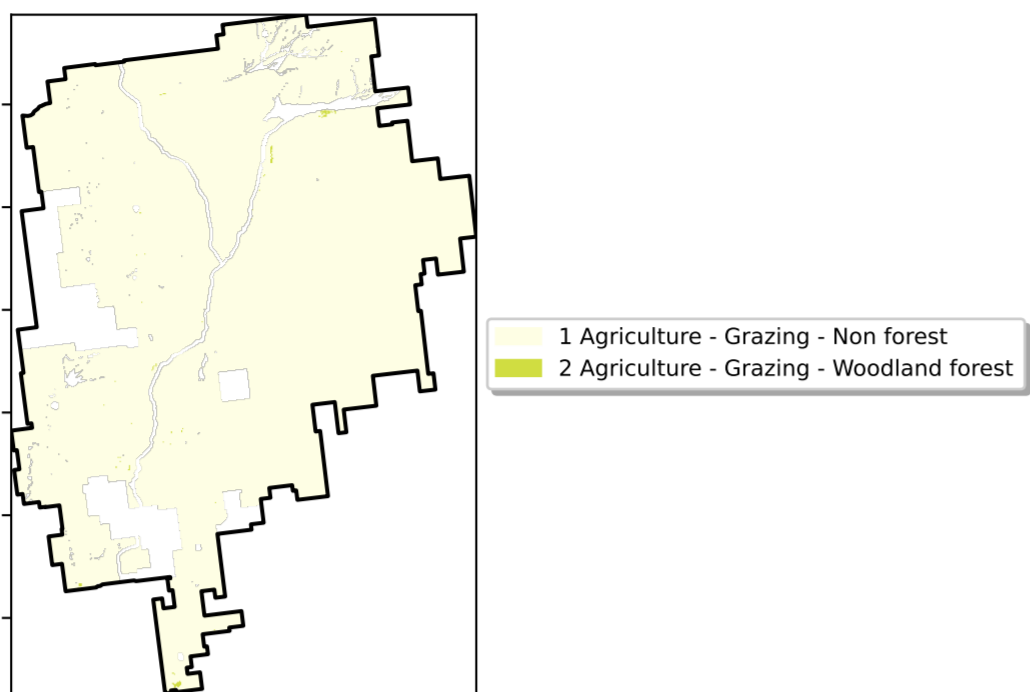 1 Agriculture - Grazing - Non forest
2 Agriculture - Grazing - Woodland forest